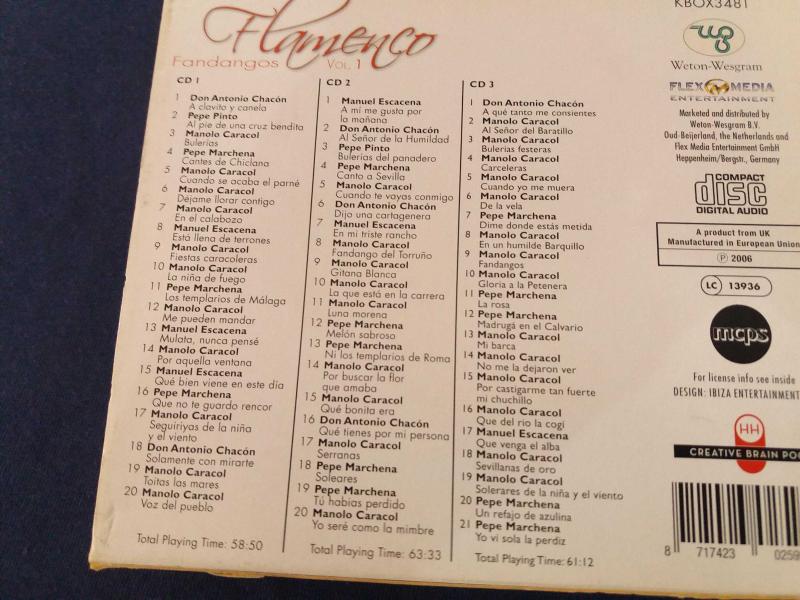 Flamenco
Fandangos Vol. 1
CD 1
1 Don Antonio Chacón
A clavito y canela
2 Pepe Pinto
Al pie de una cruz bendita
3 Manolo Caracol
Bulerías
4 Pepe Marchena
Cantes de Chiclana
5 Manolo Caracol
Cuando se acaba el parné
6 Manolo Caracol
Déjame llorar contigo
7 Manolo Caracol
En el calabozo
8 Manuel Escacena
Está llena de terrones
9 Manolo Caracol
Fiestas caracoleras
10 Manolo Caracol
La niña de fuego
11 Pepe Marchena
Los templarios de Málaga
12 Manolo Caracol
Me pueden mandar
13 Manuel Escacena
Mulata, nunca pensé
14 Manolo Caracol
Por aquella ventana
15 Manuel Escacena
Qué bien viene en este día
16 Pepe Marchena
Que no te guardo rencor
17 Manolo Caracol
Seguiriyas de la niña
y el viento
18 Don Antonio Chacón
Solamente con mirarte
19 Manolo Caracol
Toitas las mares
20 Manolo Caracol
Voz del pueblo
Total Playing Time: 58:50
CD 2
1 Manuel Escacena
A mí me gusta por
la mañana
2 Don Antonio Chacón
Al Señor de la Humildad
3 Pepe Pinto
Bulerías del panadero
4 Pepe Marchena
Canto a Sevilla
5 Manolo Caracol
Cuando te vayas conmigo
6 Don Antonio Chacón
Dijo una cartagenera
7 Manuel Escacena
En mi triste rancho
8 Manolo Caracol
Fandango del Torruño
9 Manolo Caracol
Gitana Blanca
10 Manolo Caracol
La que está en la carrera
11 Manolo Caracol
Luna morena
12 Pepe Marchena
Melón sabroso
13 Pepe Marchena
Ni los templarios de Roma
14 Manolo Caracol
Por buscar la flor
que amaba
15 Manolo Caracol
Qué bonita era
16 Don Antonio Chacón
Qué tienes por mi persona
17 Manolo Caracol
Serranas
18 Pepe Marchena
Soleares
19 Pepe Marchena
Tú habías perdido
20 Manolo Caracol
Yo seré como la mimbre
Total Playing Time: 63:33
CD 3
1 Don Antonio Chacón
A qué tanto me consientes
2 Manolo Caracol
Al Señor del Baratillo
3 Manolo Caracol
Bulerías festeras
4 Manolo Caracol
Carceleras
5 Manolo Caracol
Cuando yo me muera
6 Manolo Caracol
De la vela
7 Pepe Marchena
Dime donde estás metida
8 Manolo Caracol
En un humilde Barquillo
9 Manolo Caracol
Fandangos
10 Manolo Caracol
Gloria a la Petenera
11 Pepe Marchena
La rosa
12 Pepe Marchena
Madrugá en el Calvario
13 Manolo Caracol
Mi barca
14 Manolo Caracol
No me la dejaron ver
15 Manolo Caracol
Por castigarme tan fuerte
mi chuchillo
16 Manolo Caracol
Que del río la cogí
17 Manuel Escacena
Que venga el alba
18 Manolo Caracol
Sevillanas de oro
19 Manolo Caracol
Solerares de la niña y el viento
20 Pepe Marchena
Un refajo de azulina
21 Pepe Marchena
Yo vi sola la perdiz
Total Playing Time: 61:12
KBOX3481
wg
Weton-Wesgram
FLEX MEDIA
ENTERTAINMENT
Marketed and distributed by
Weton-Wesgram B.V.
Oud-Beijerland, the Netherlands and
Flex Media Entertainment GmbH
Heppenheim/Bergstr., Germany
COMPACT
disc
DIGITAL AUDIO
A product from UK
Manufactured in European Union
Ⓟ 2006
LC 13936
mcps
For license info see inside
DESIGN: IBIZA ENTERTAINMENT
HH
CREATIVE BRAIN
8 717423 0259